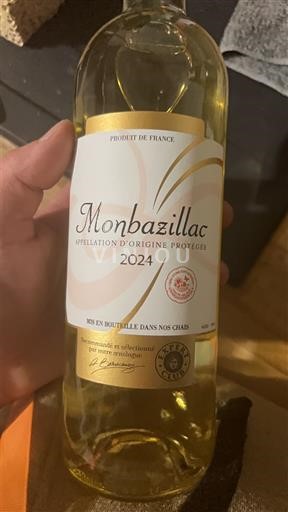 PRODUIT DE FRANCE
Monbazillac
APPELLATION D'ORIGINE PROTÉGÉE
VINIOU
2024
MIS EN BOUTEILLE DANS NOS CHAIS
Recommandé et sélectionné
par notre œnologue
EXPERT
CLUB